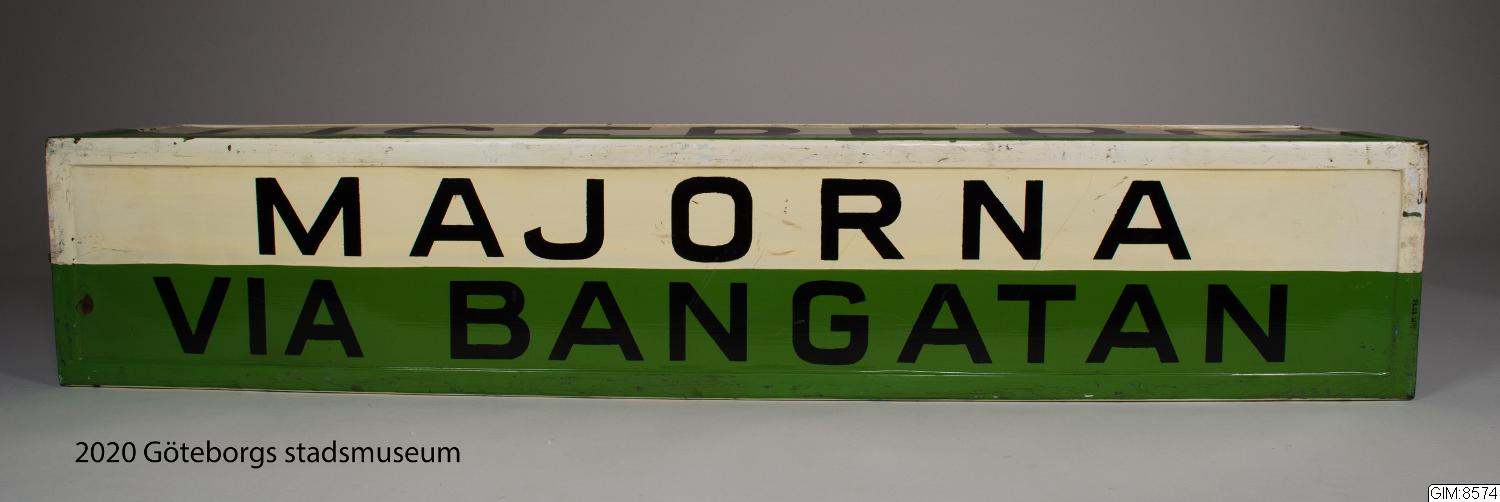 MAJORNA
VIA BANGATAN
2020 Göteborgs stadsmuseum
GIM:8574